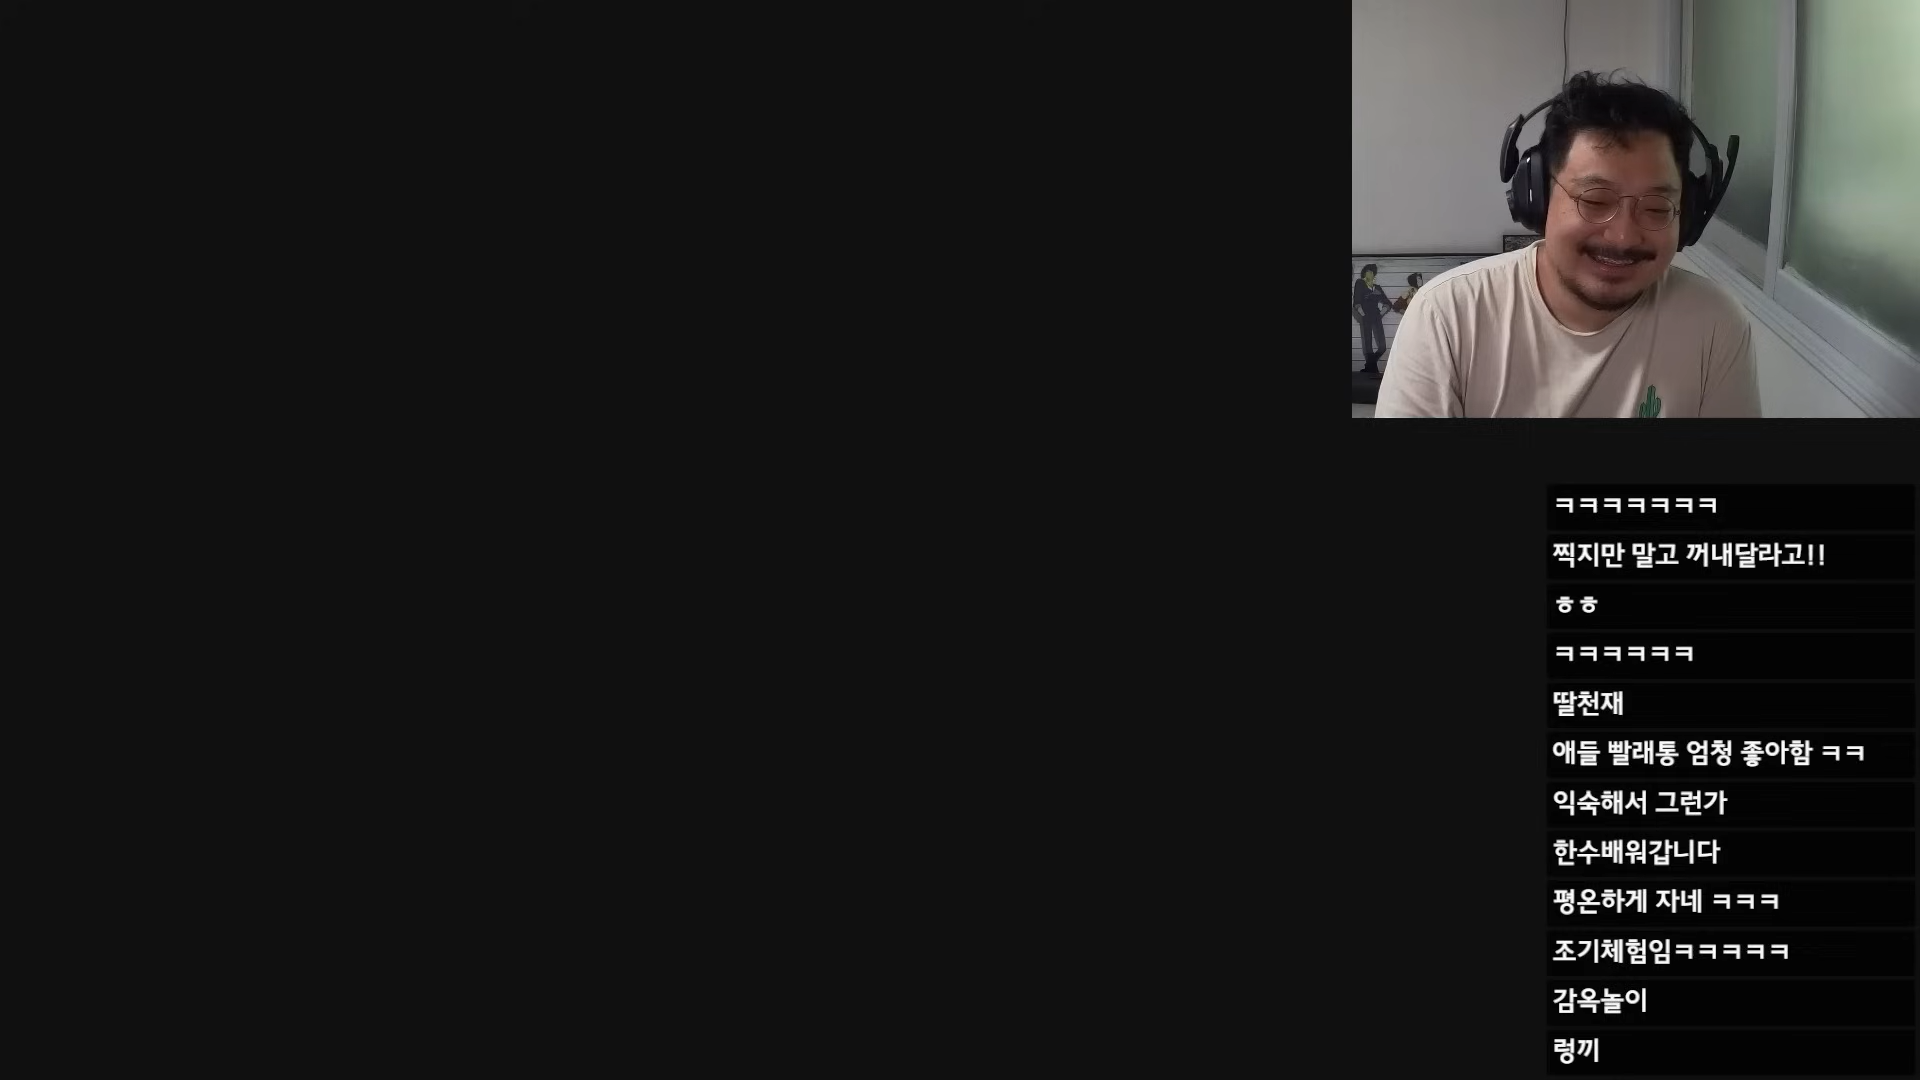 ㅋㅋㅋㅋㅋㅋㅋ
찍지만 말고 꺼내달라고!!
ㅎㅎ
ㅋㅋㅋㅋㅋㅋ
딸천재
애들 빨래통 엄청 좋아함 ㅋㅋ
익숙해서 그런가
한수배워갑니다
평온하게 자네 ㅋㅋㅋ
조기체험임ㅋㅋㅋㅋㅋ
감옥놀이
렁끼